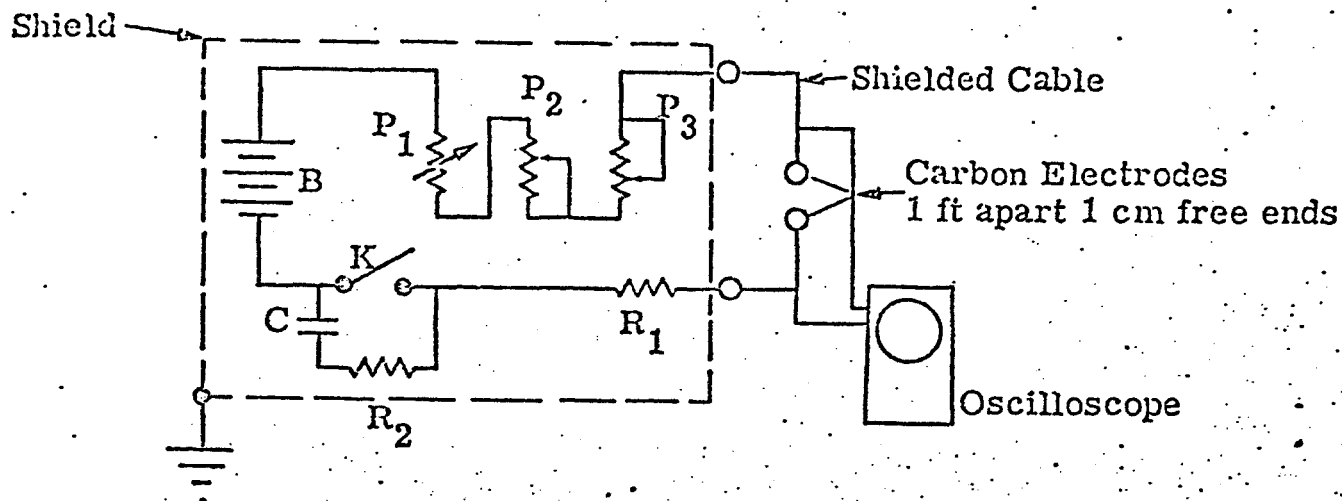 Shield
P2
P1
P3
Shielded Cable
B
Carbon Electrodes
1 ft apart 1 cm free ends
K
C
R1
R2
Oscilloscope